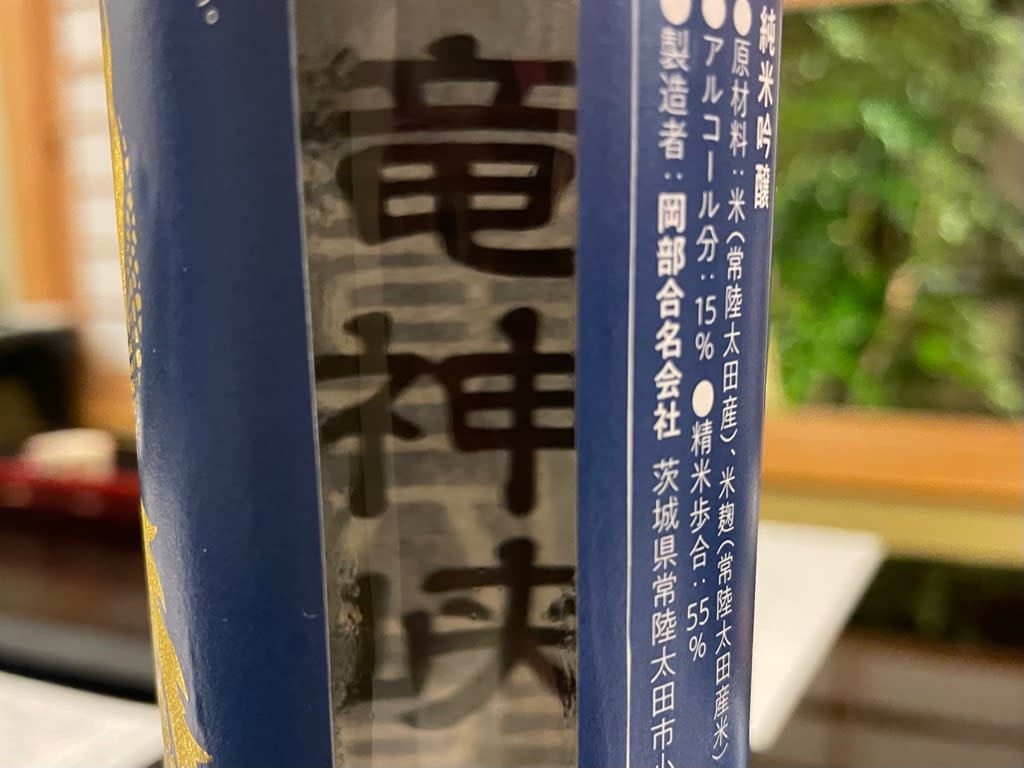 純米吟醸
●原材料：米（常陸太田産）、米麹（常陸太田産米）
●アルコール分：15％ ●精米歩合：55％
●製造者：岡部合名会社 茨城県常陸太田市小
竜神峡
。